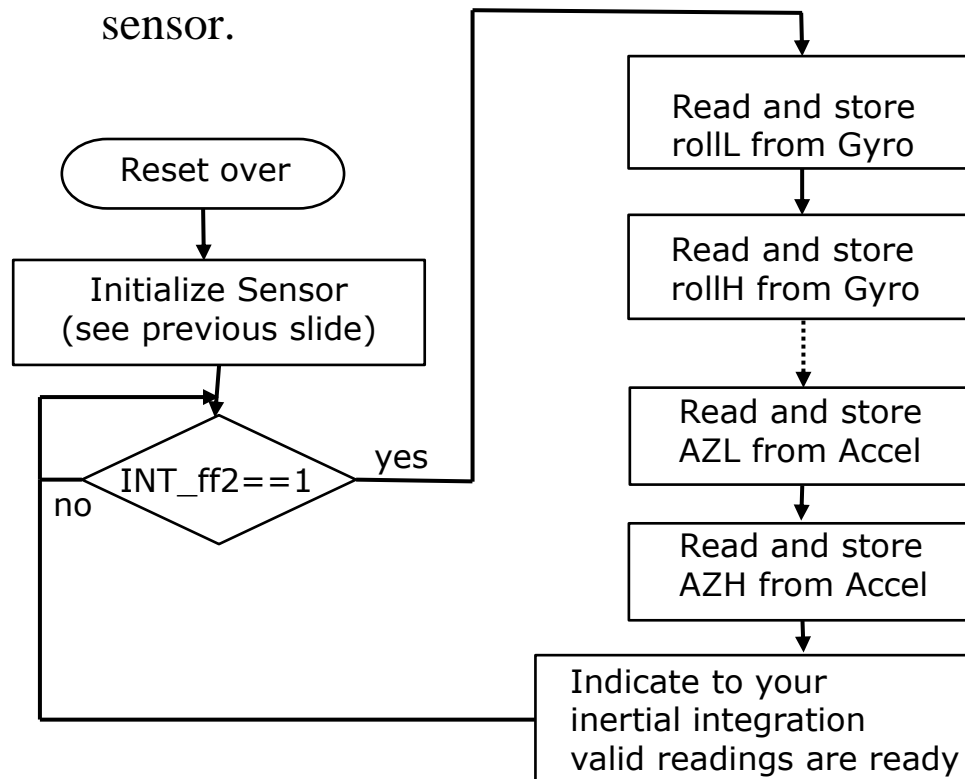 sensor.
Reset over
Initialize Sensor
(see previous slide)
INT_ff2==1
yes
no
Read and store
rollL from Gyro
Read and store
rollH from Gyro
Read and store
AZL from Accel
Read and store
AZH from Accel
Indicate to your
inertial integration
valid readings are ready